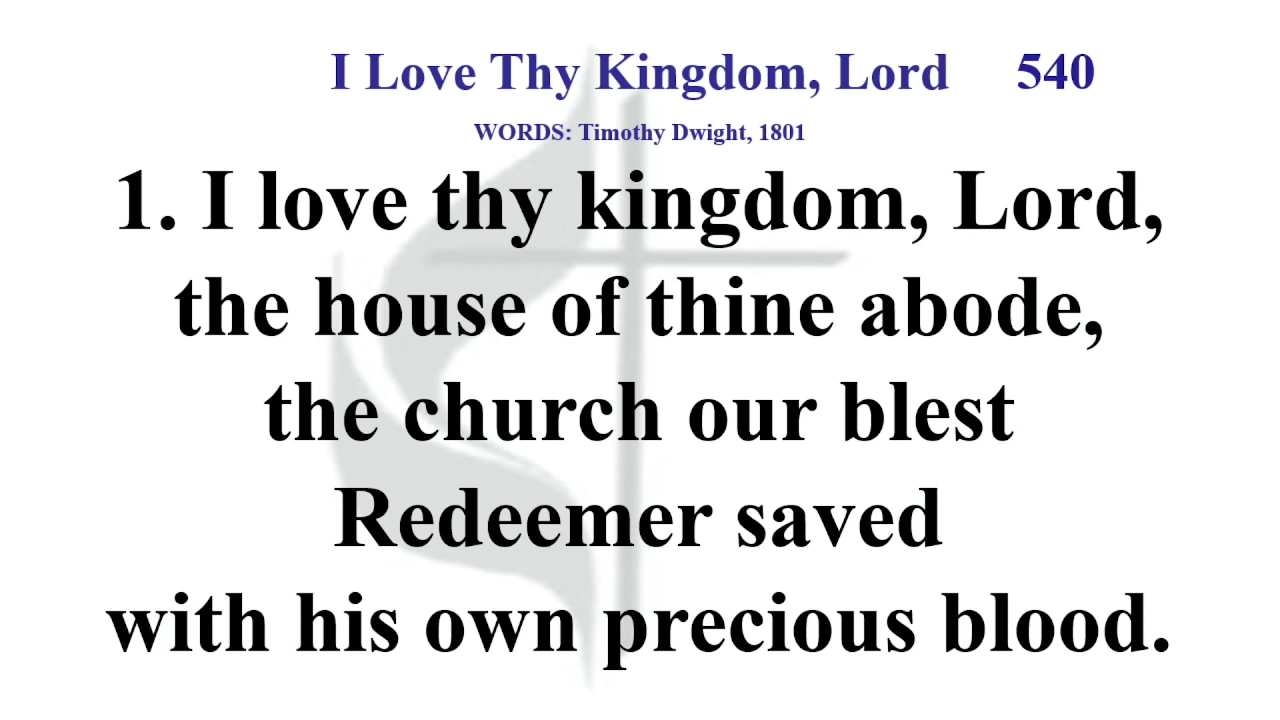 I Love Thy Kingdom, Lord 540
WORDS: Timothy Dwight, 1801
1. I love thy kingdom, Lord,
the house of thine abode,
the church our blest
Redeemer saved
with his own precious blood.